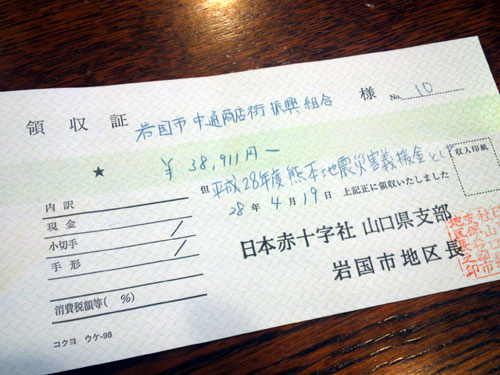 領収証 岩国市中通商店街振興組合 様 No. 10
★ ¥38,911円ー
但 平成28年度熊本地震災害義援金として
28年 4月 19日 上記正に領収いたしました
収入印紙
内訳
現金
小切手
手形
消費税額等( %)
コクヨ ウケ-98
日本赤十字社 山口県支部
岩国市地区長